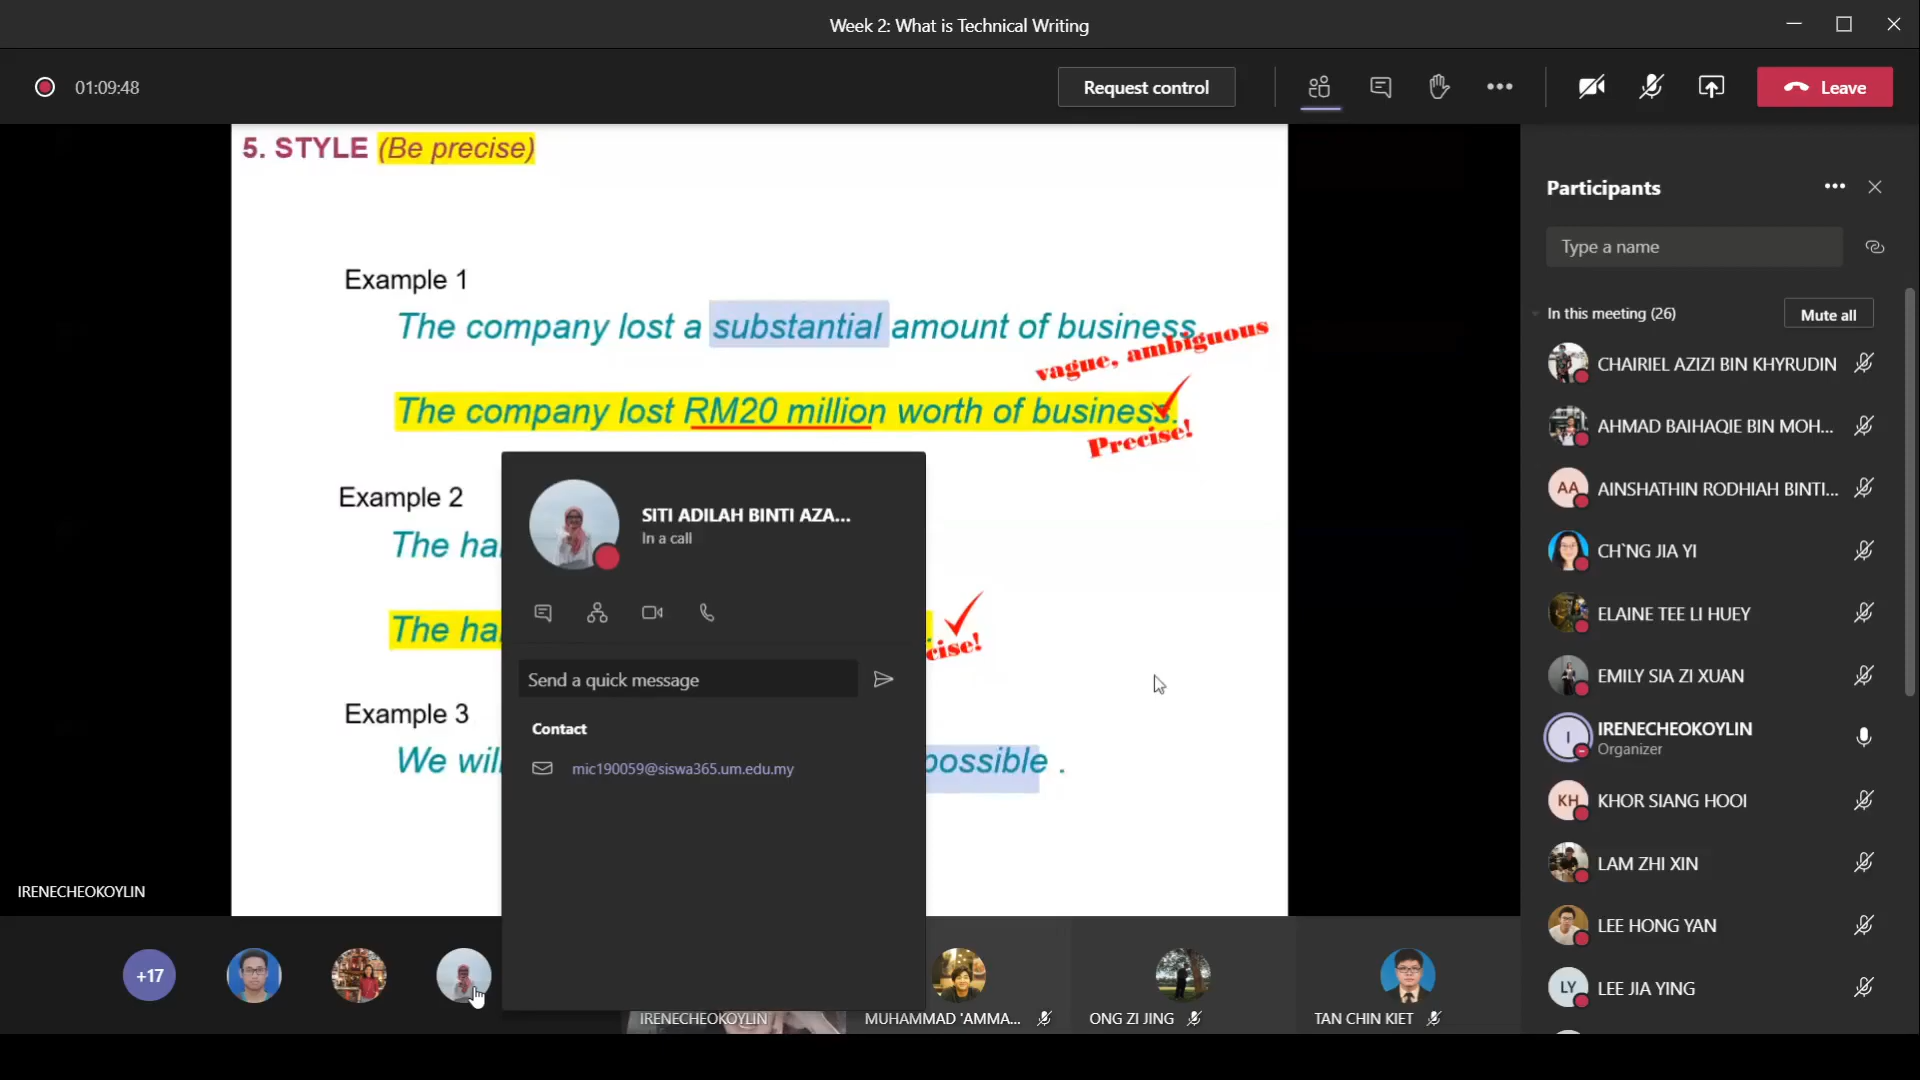 Week 2: What is Technical Writing
01:09:48
Request control
Leave
5. STYLE (Be precise)
Example 1
The company lost a substantial amount of business.
vague, ambiguous
The company lost RM20 million worth of business.
Precise!
Example 2
The ha
The ha
cise!
Example 3
We wil
possible .
SITI ADILAH BINTI AZA...
In a call
Send a quick message
Contact
mic190059@siswa365.um.edu.my
IRENECHEOKOYLIN
+17
IRENECHEOKOYLIN
MUHAMMAD 'AMMA...
ONG ZI JING
TAN CHIN KIET
Participants
Type a name
In this meeting (26)
Mute all
CHAIRIEL AZIZI BIN KHYRUDIN
AHMAD BAIHAQIE BIN MOH...
AA
AINSHATHIN RODHIAH BINTI...
CH`NG JIA YI
ELAINE TEE LI HUEY
EMILY SIA ZI XUAN
I
IRENECHEOKOYLIN
Organizer
KH
KHOR SIANG HOOI
LAM ZHI XIN
LEE HONG YAN
LY
LEE JIA YING